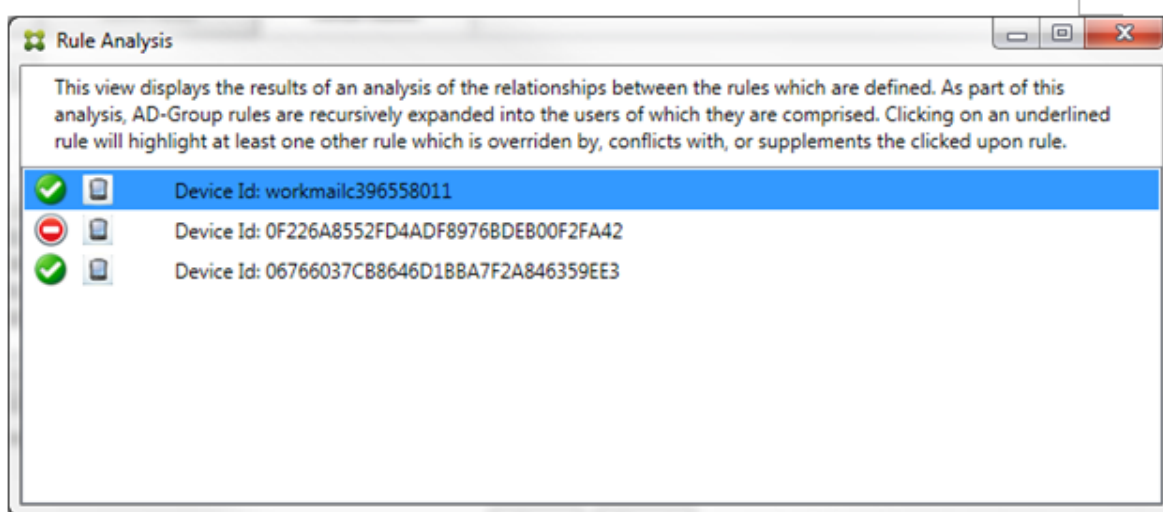 Rule Analysis
This view displays the results of an analysis of the relationships between the rules which are defined. As part of this
analysis, AD-Group rules are recursively expanded into the users of which they are comprised. Clicking on an underlined
rule will highlight at least one other rule which is overriden by, conflicts with, or supplements the clicked upon rule.
Device Id: workmailc396558011
Device Id: 0F226A8552FD4ADF8976BDEB00F2FA42
Device Id: 06766037CB8646D1BBA7F2A846359EE3